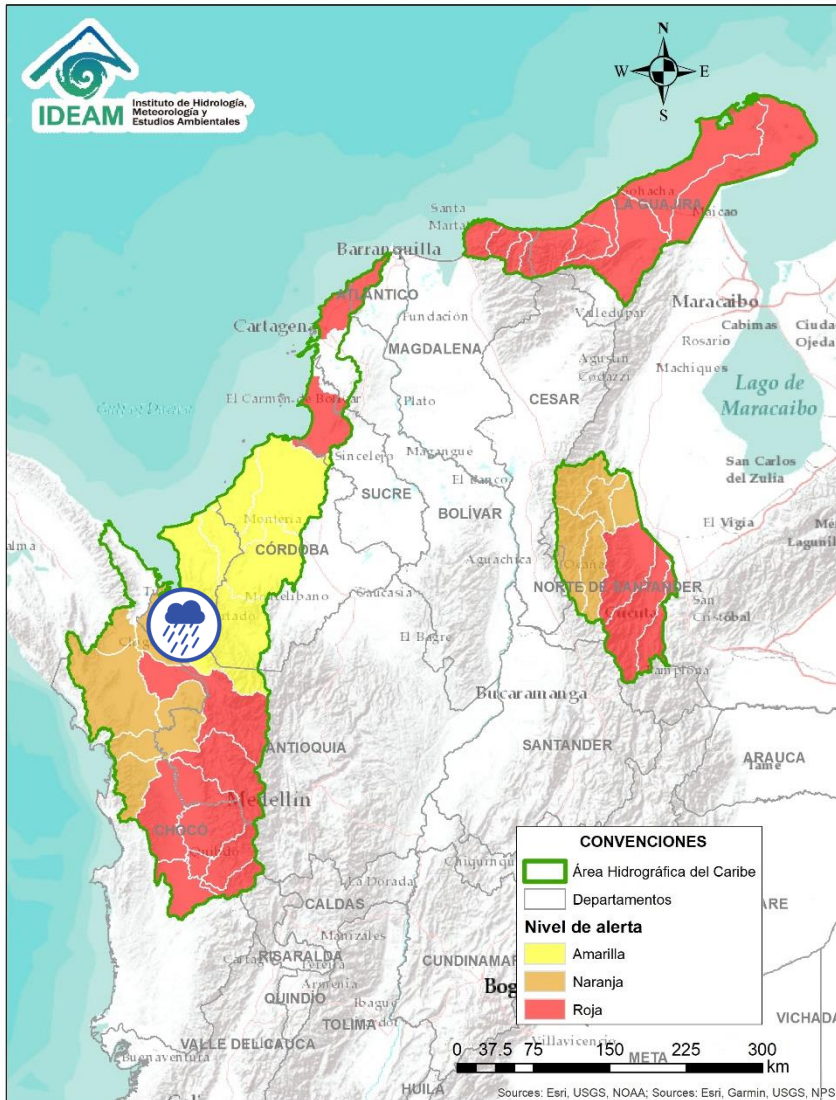 IDEAM
Instituto de Hidrología,
Meteorología y
Estudios Ambientales
N
W
E
S
LA GUAJIRA
Maicao
Santa
Marta
Barranquilla
ATLÁNTICO
Maracaibo
Cartagena
Fundación
Valledupar
Cabimas
Ciudad
Ojeda
Rosario
MAGDALENA
Agustín
Codazzi
Machiques
Lago de
Maracaibo
CESAR
El Carmen de Bolívar
Plato
Sincelejo
Magangué
San Carlos
del Zulia
El Banco
SUCRE
BOLÍVAR
Montería
El Vigía
CÓRDOBA
Aguachica
Ocaña
NORTE DE SANTANDER
Montelibano
Caucasia
Cucuta
San
Cristóbal
El Bagre
Pamplona
Bucaramanga
SANTANDER
ANTIOQUIA
ARAUCA
Tame
Medellín
CHOCÓ
Quibdó
La Dorada
CALDAS
Manizales
RISARALDA
Pereira
CUNDINAMAR
Armenia
QUINDÍO
Ibagué
Bog
TOLIMA
VICHADA
VALLE DEL CAUCA
Villavicencio
Buenaventura
META
HUILA
CONVENCIONES
Área Hidrográfica del Caribe
Departamentos
Nivel de alerta
Amarilla
Naranja
Roja
0 37.5 75 150 225 300
km
Sources: Esri, USGS, NOAA; Sources: Esri, Garmin, USGS, NPS